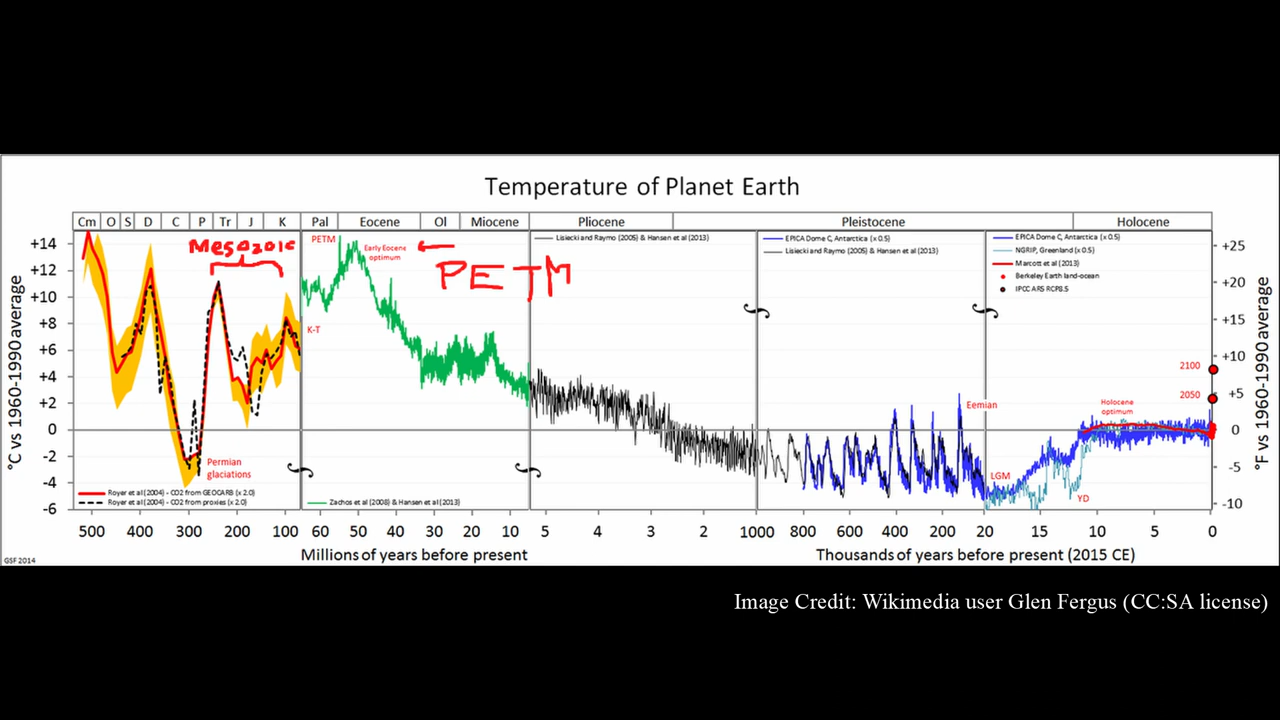 Temperature of Planet Earth
Cm O S D C P Tr J K Pal Eocene Ol Miocene Pliocene Pleistocene Holocene
°C vs 1960-1990 average
+14
+12
+10
+8
+6
+4
+2
0
-2
-4
-6
Mesozoic
Permian
glaciations
Royer et al (2004) - CO2 from GEOCARB (x 2.0)
Royer et al (2004) - CO2 from proxies (x 2.0)
PETM
Early Eocene
optimum
← PETM
K-T
Zachos et al (2008) & Hansen et al (2013)
Lisiecki and Raymo (2005) & Hansen et al (2013)
EPICA Dome C, Antarctica (x 0.5)
Lisiecki and Raymo (2005) & Hansen et al (2013)
Eemian
EPICA Dome C, Antarctica (x 0.5)
NGRIP, Greenland (x 0.5)
Marcott et al (2013)
Berkeley Earth land-ocean
IPCC AR5 RCP8.5
2100
2050
Holocene
optimum
LGM
YD
+25
+20
+15
+10
+5
0
-5
-10
°F vs 1960-1990 average
500 400 300 200 100 60 50 40 30 20 10 5 4 3 2 1000 800 600 400 200 20 15 10 5 0
Millions of years before present
Thousands of years before present (2015 CE)
GSF 2014
Image Credit: Wikimedia user Glen Fergus (CC:SA license)